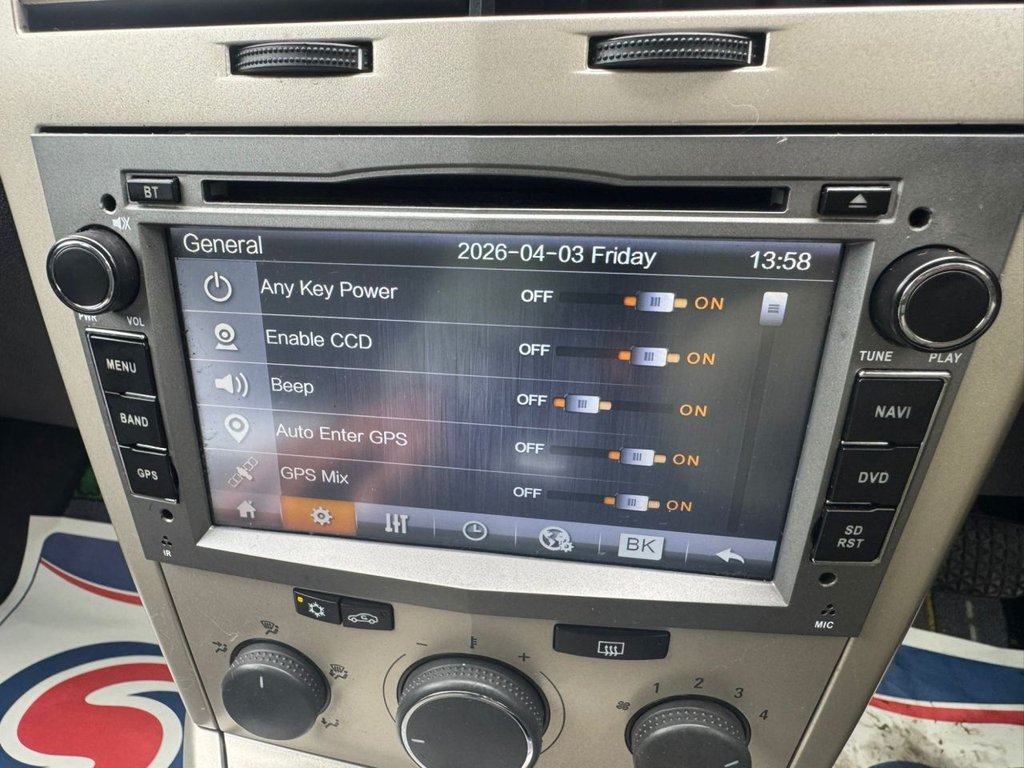 BT
General 2026-04-03 Friday 13:58
Any Key Power OFF ON
Enable CCD OFF ON
Beep OFF ON
Auto Enter GPS OFF ON
GPS Mix OFF ON
BK
PWR VOL
MENU
BAND
GPS
IR
TUNE PLAY
NAVI
DVD
SD
RST
MIC
- +
1 2 3 4